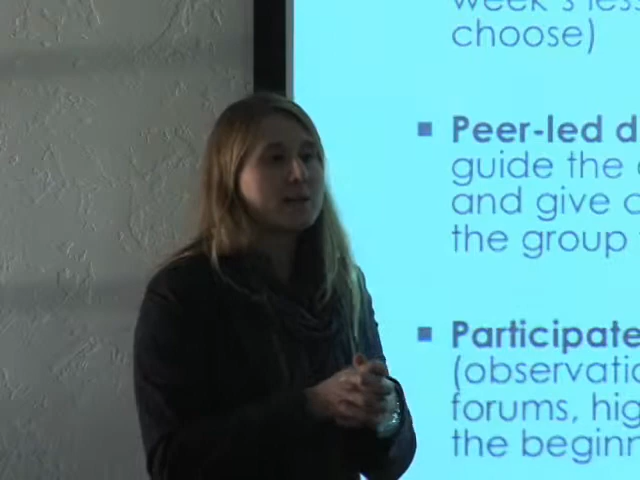 week's less
choose)
Peer-led d
guide the
and give
the group
Participate
(observatio
forums, hig
the beginn